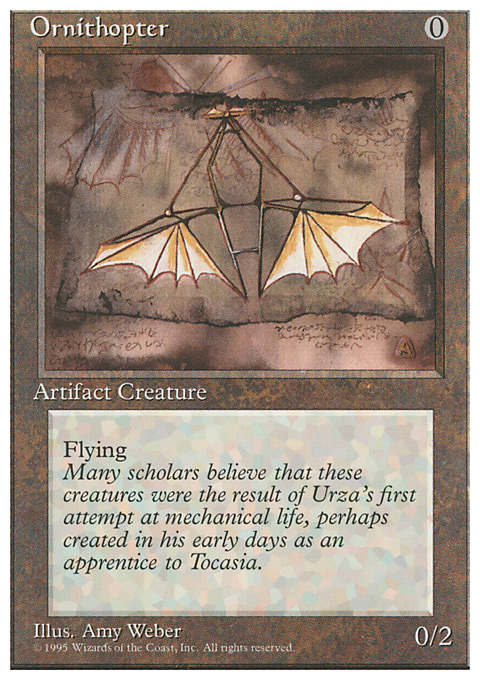 Ornithopter 0
Artifact Creature
Flying
Many scholars believe that these
creatures were the result of Urza's first
attempt at mechanical life, perhaps
created in his early days as an
apprentice to Tocasia.
Illus. Amy Weber
© 1995 Wizards of the Coast, Inc. All rights reserved.
0/2